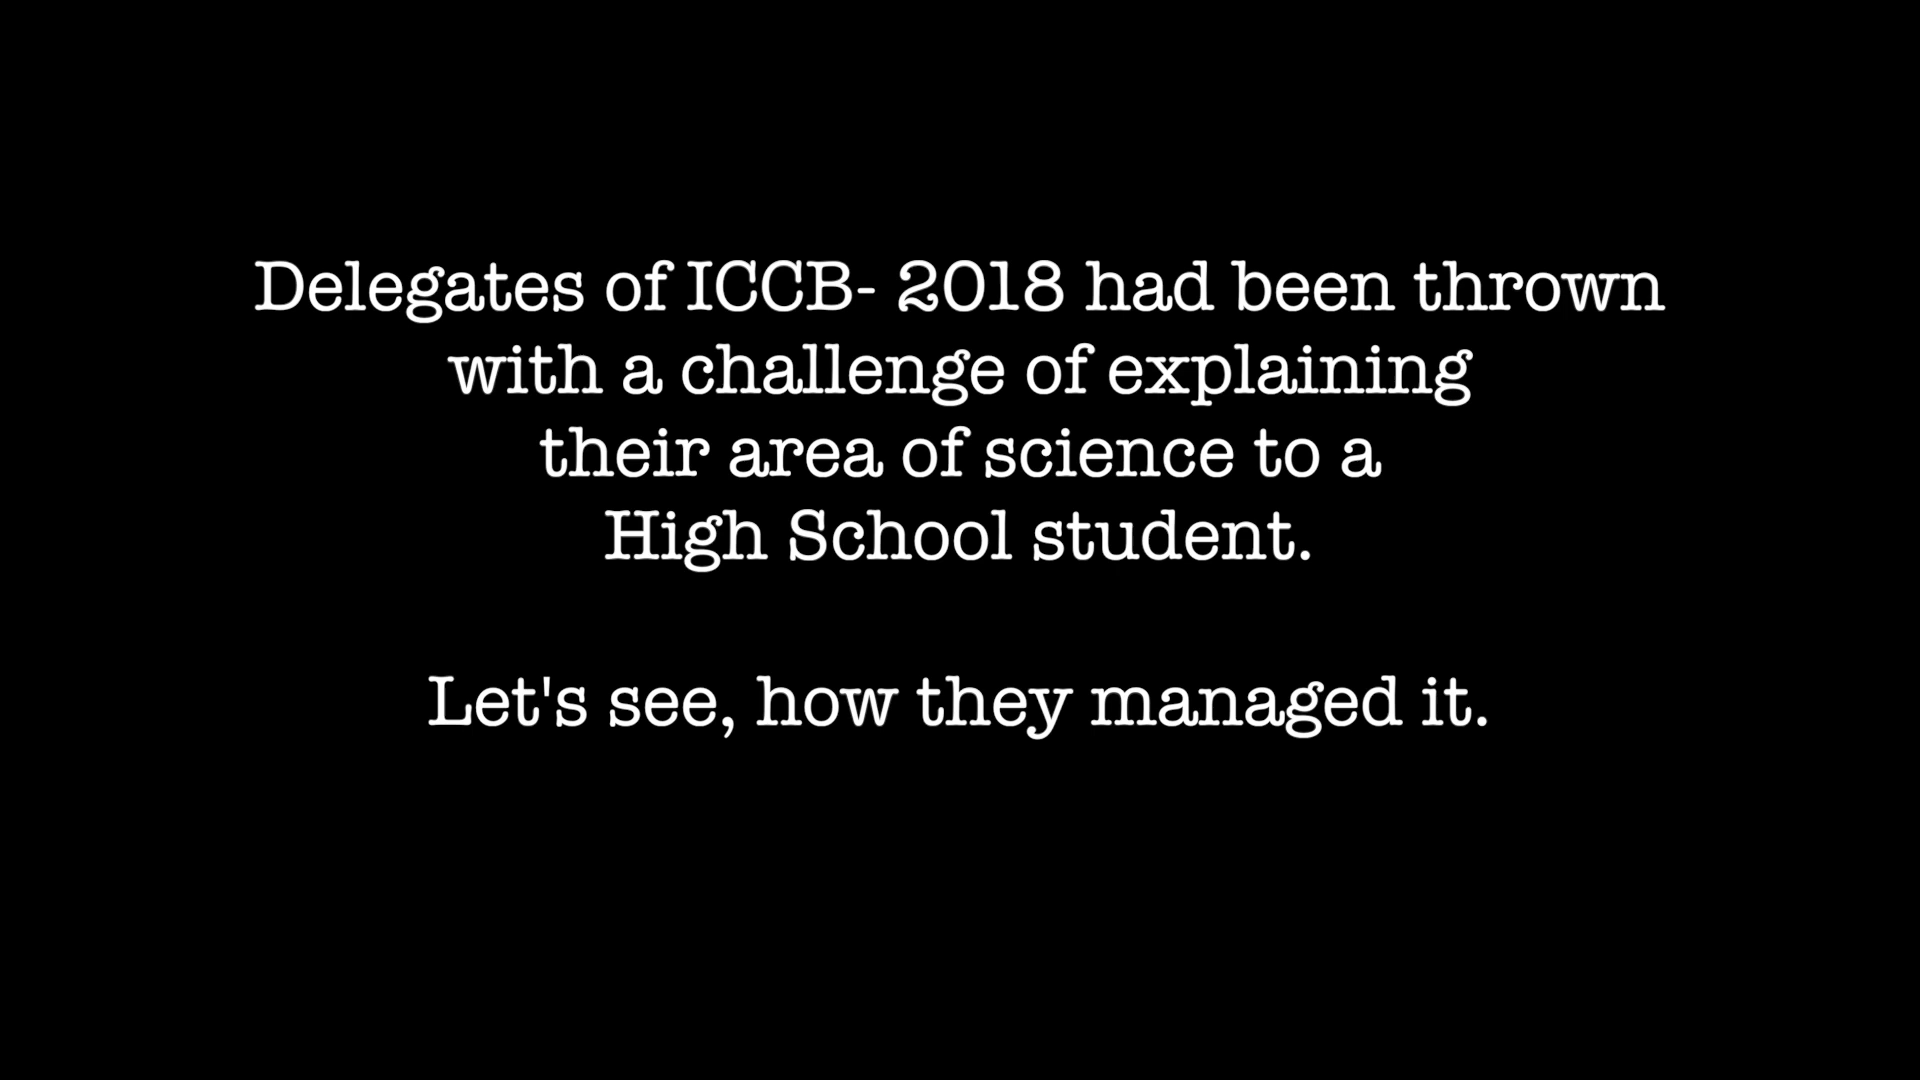 Delegates of ICCB- 2018 had been thrown
with a challenge of explaining
their area of science to a
High School student.
Let's see, how they managed it.